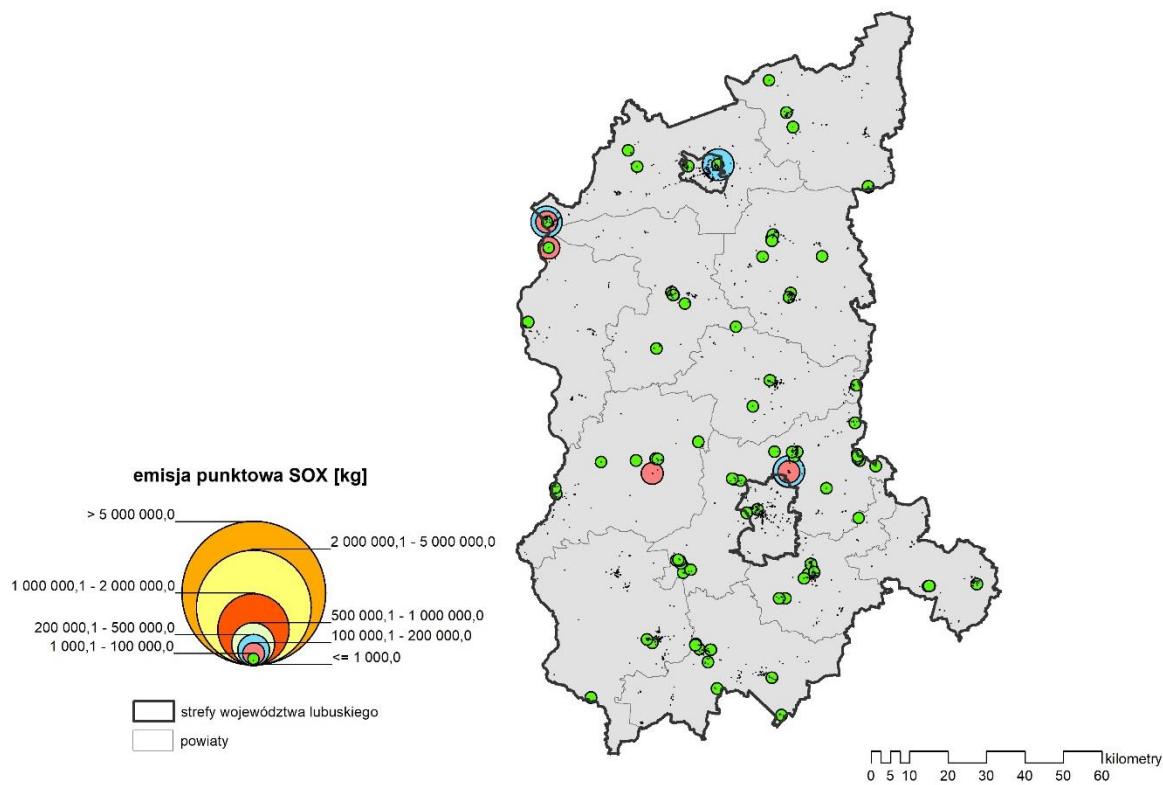 emisja punktowa SOX [kg]
> 5 000 000,0
2 000 000,1 - 5 000 000,0
1 000 000,1 - 2 000 000,0
500 000,1 - 1 000 000,0
200 000,1 - 500 000,0
100 000,1 - 200 000,0
1 000,1 - 100 000,0
<= 1 000,0
strefy województwa lubuskiego
powiaty
kilometry
0 5 10 20 30 40 50 60